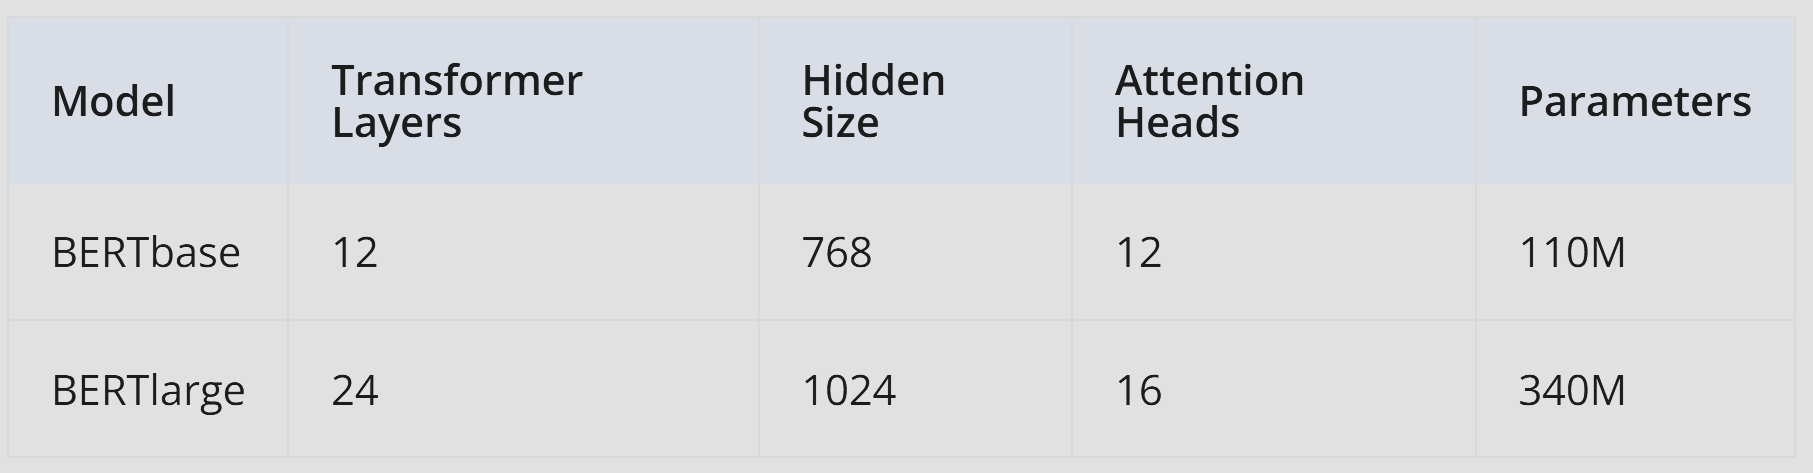 Model Transformer Layers Hidden Size Attention Heads Parameters
BERTbase 12 768 12 110M
BERTlarge 24 1024 16 340M